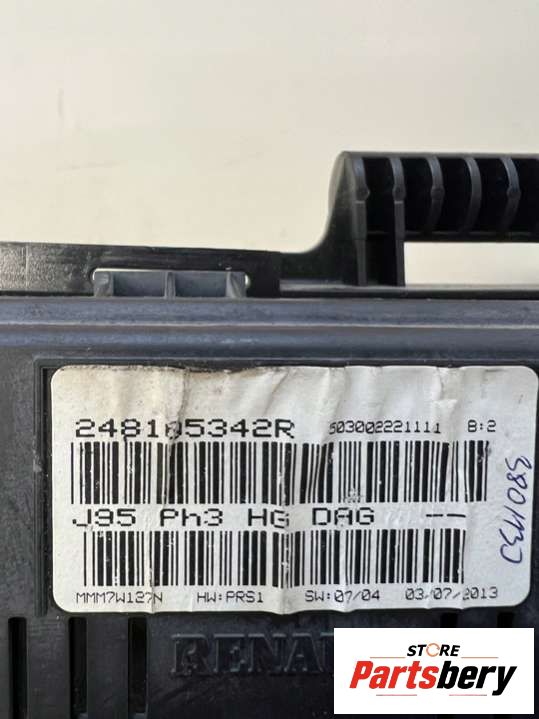 248105342R 503002221111 B:2
J95 Ph3 HG DAG --
MMM7W127N HW:PRS1 SW:07/04 03/07/2013
RENA
STORE
Partsbery